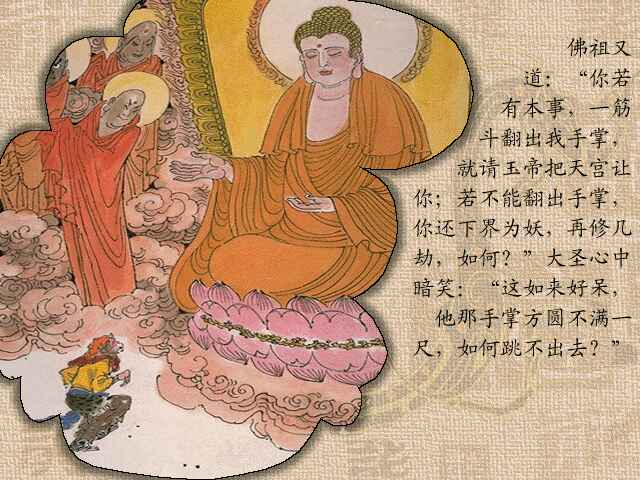 佛祖又
道：“你若
有本事，一筋
斗翻出我手掌，
就请玉帝把天宫让
你；若不能翻出手掌，
你还下界为妖，再修几
劫，如何？”大圣心中
暗笑：“这如来好呆，
他那手掌方圆不满一
尺，如何跳不出去？”